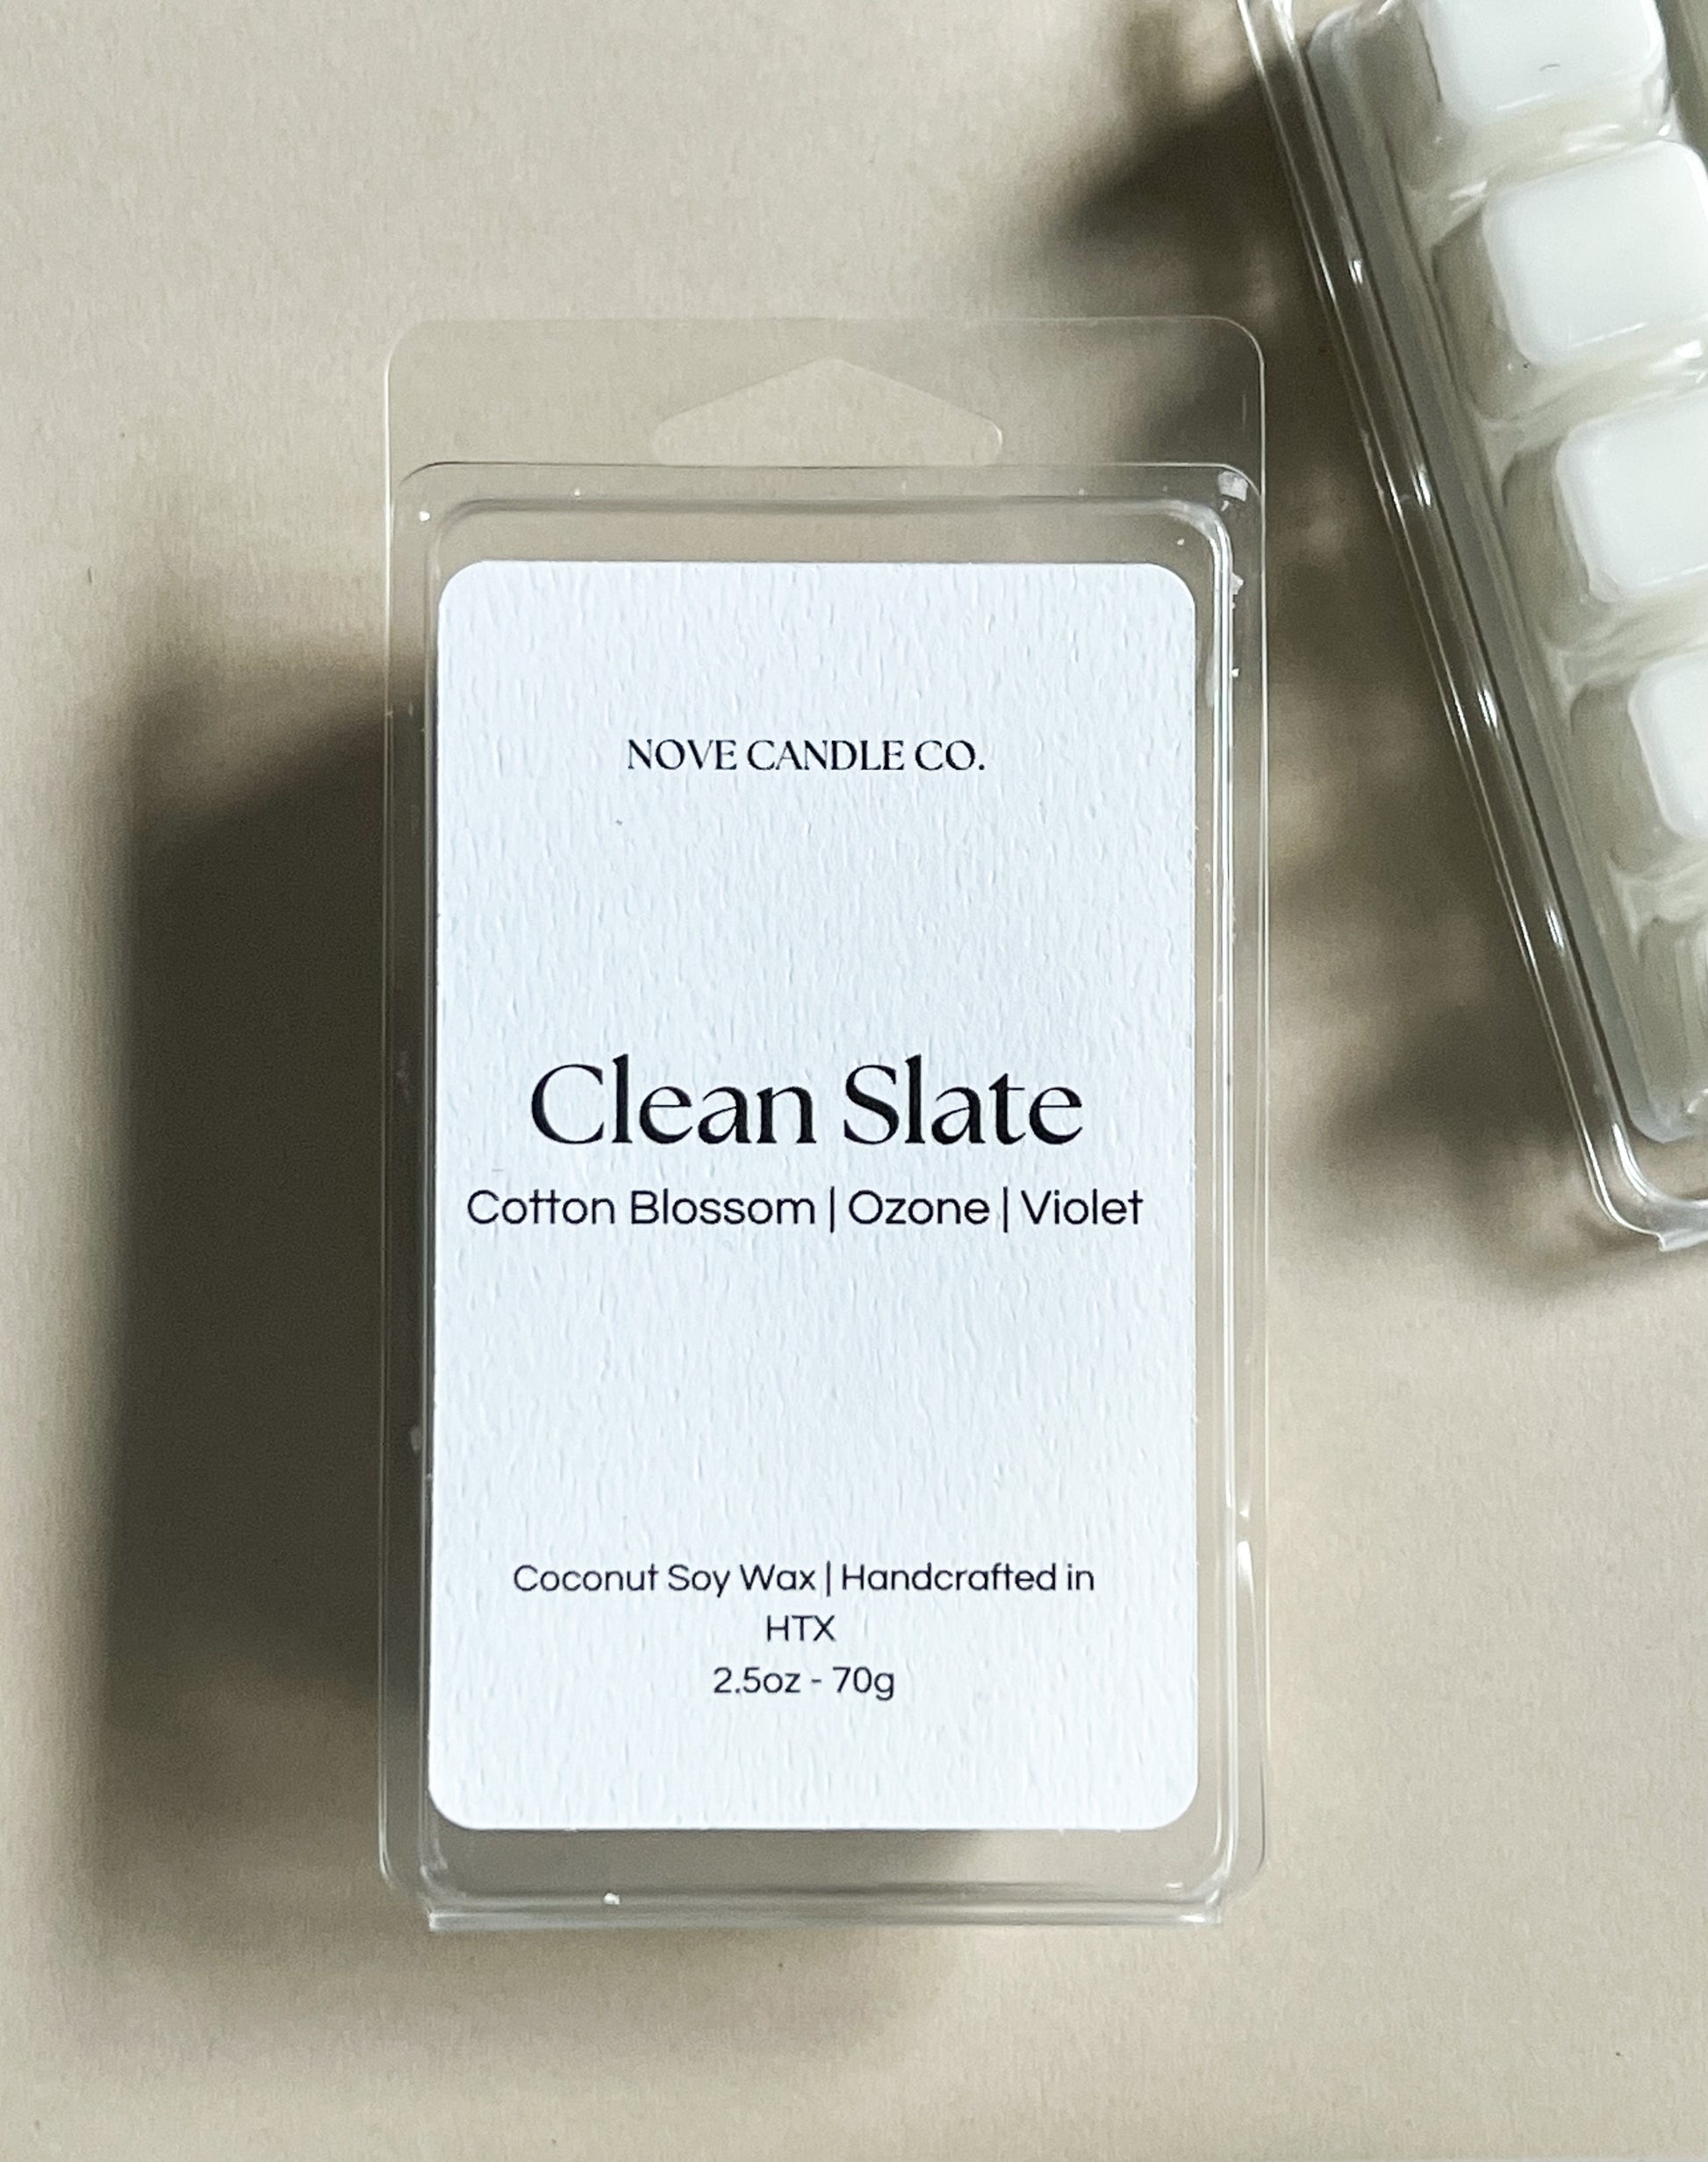 NOVE CANDLE CO.
Clean Slate
Cotton Blossom | Ozone | Violet
Coconut Soy Wax | Handcrafted in
HTX
2.5oz - 70g